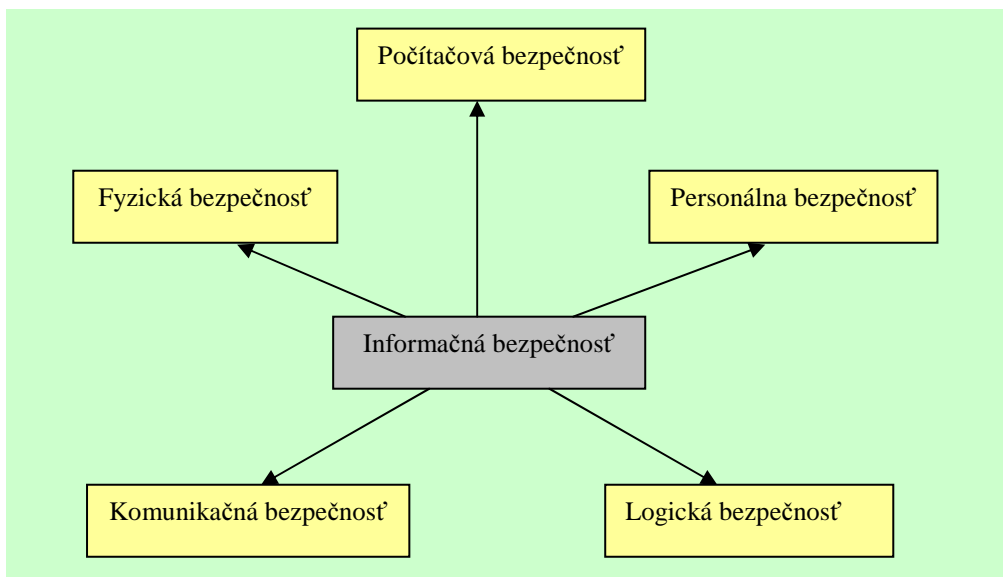 Počítačová bezpečnosť
Fyzická bezpečnosť
Personálna bezpečnosť
Informačná bezpečnosť
Komunikačná bezpečnosť
Logická bezpečnosť